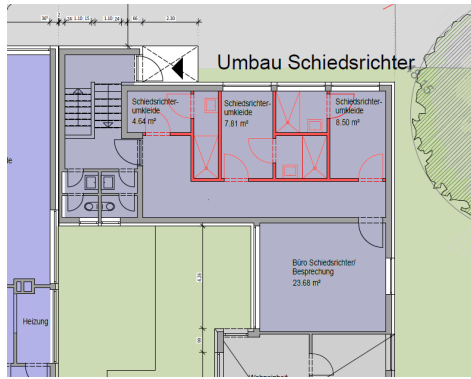 Umbau Schiedsrichter
Schiedsrichter-
umkleide
4.64 m²
Schiedsrichter-
umkleide
7.81 m²
Schiedsrichter-
umkleide
8.50 m²
Büro Schiedsrichter/
Besprechung
23.68 m²
Heizung